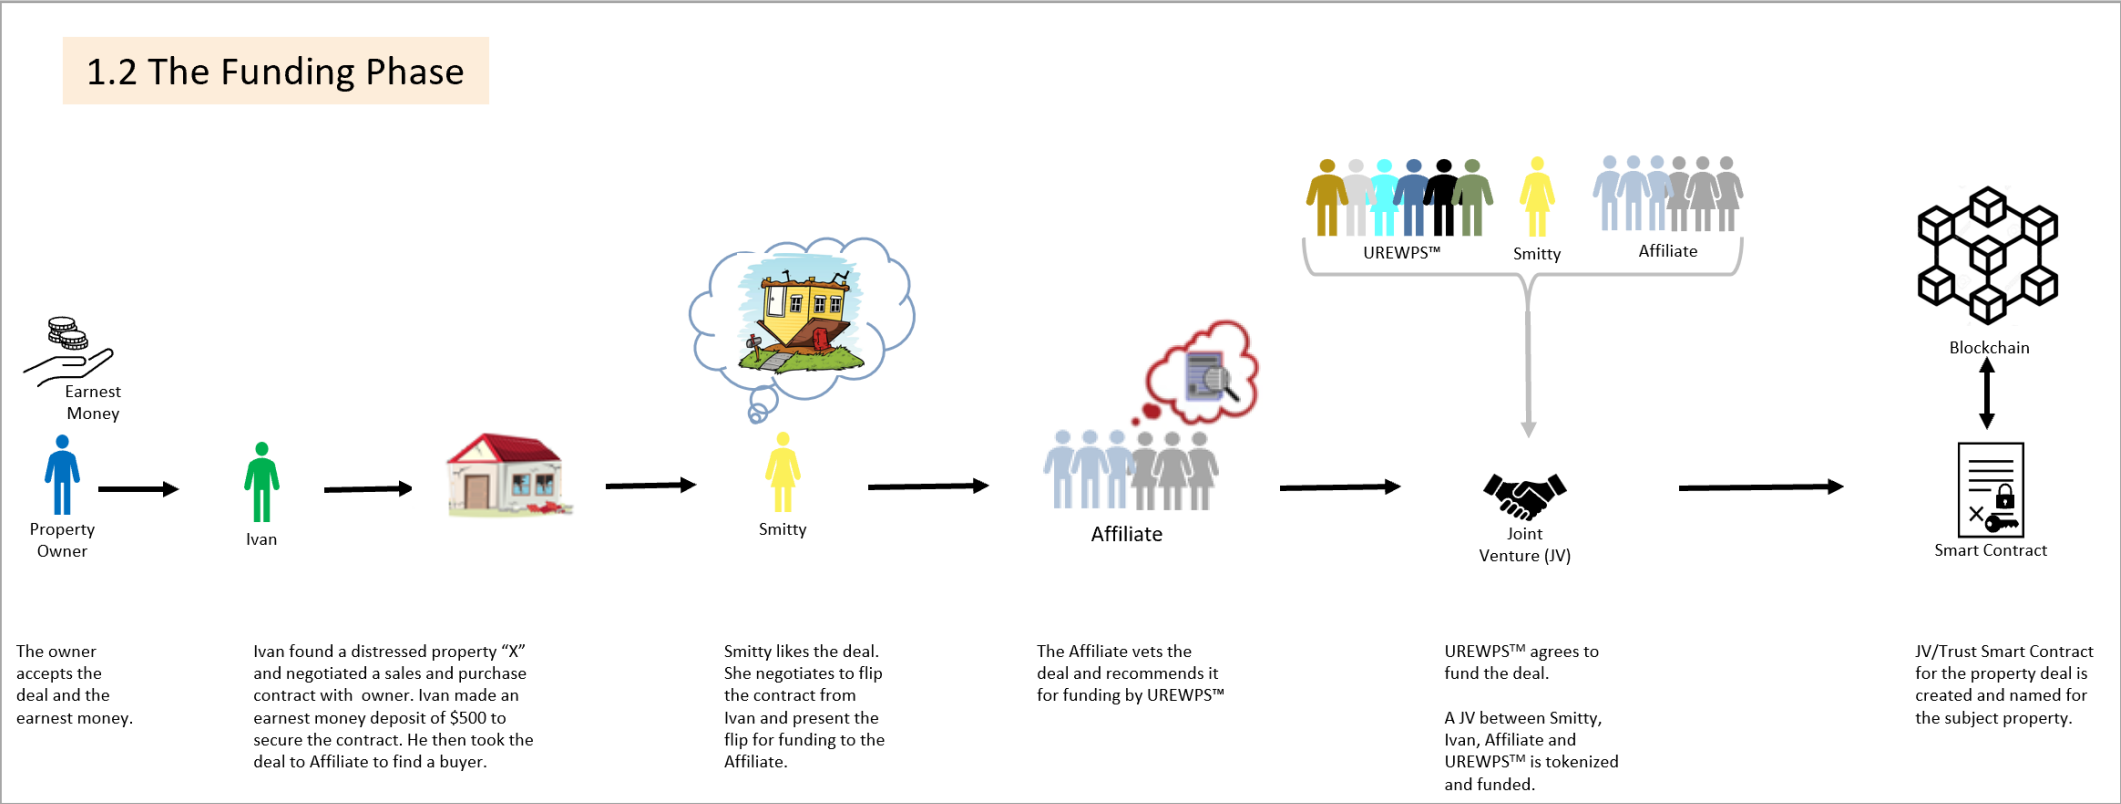 1.2 The Funding Phase
UREWPS™
Smitty
Affiliate
Blockchain
Earnest
Money
Property
Owner
Ivan
Smitty
Affiliate
Joint
Venture (JV)
Smart Contract
The owner
accepts the
deal and the
earnest money.
Ivan found a distressed property “X”
and negotiated a sales and purchase
contract with owner. Ivan made an
earnest money deposit of $500 to
secure the contract. He then took the
deal to Affiliate to find a buyer.
Smitty likes the deal.
She negotiates to flip
the contract from
Ivan and present the
flip for funding to the
Affiliate.
The Affiliate vets the
deal and recommends it
for funding by UREWPS™
UREWPS™ agrees to
fund the deal.
A JV between Smitty,
Ivan, Affiliate and
UREWPS™ is tokenized
and funded.
JV/Trust Smart Contract
for the property deal is
created and named for
the subject property.